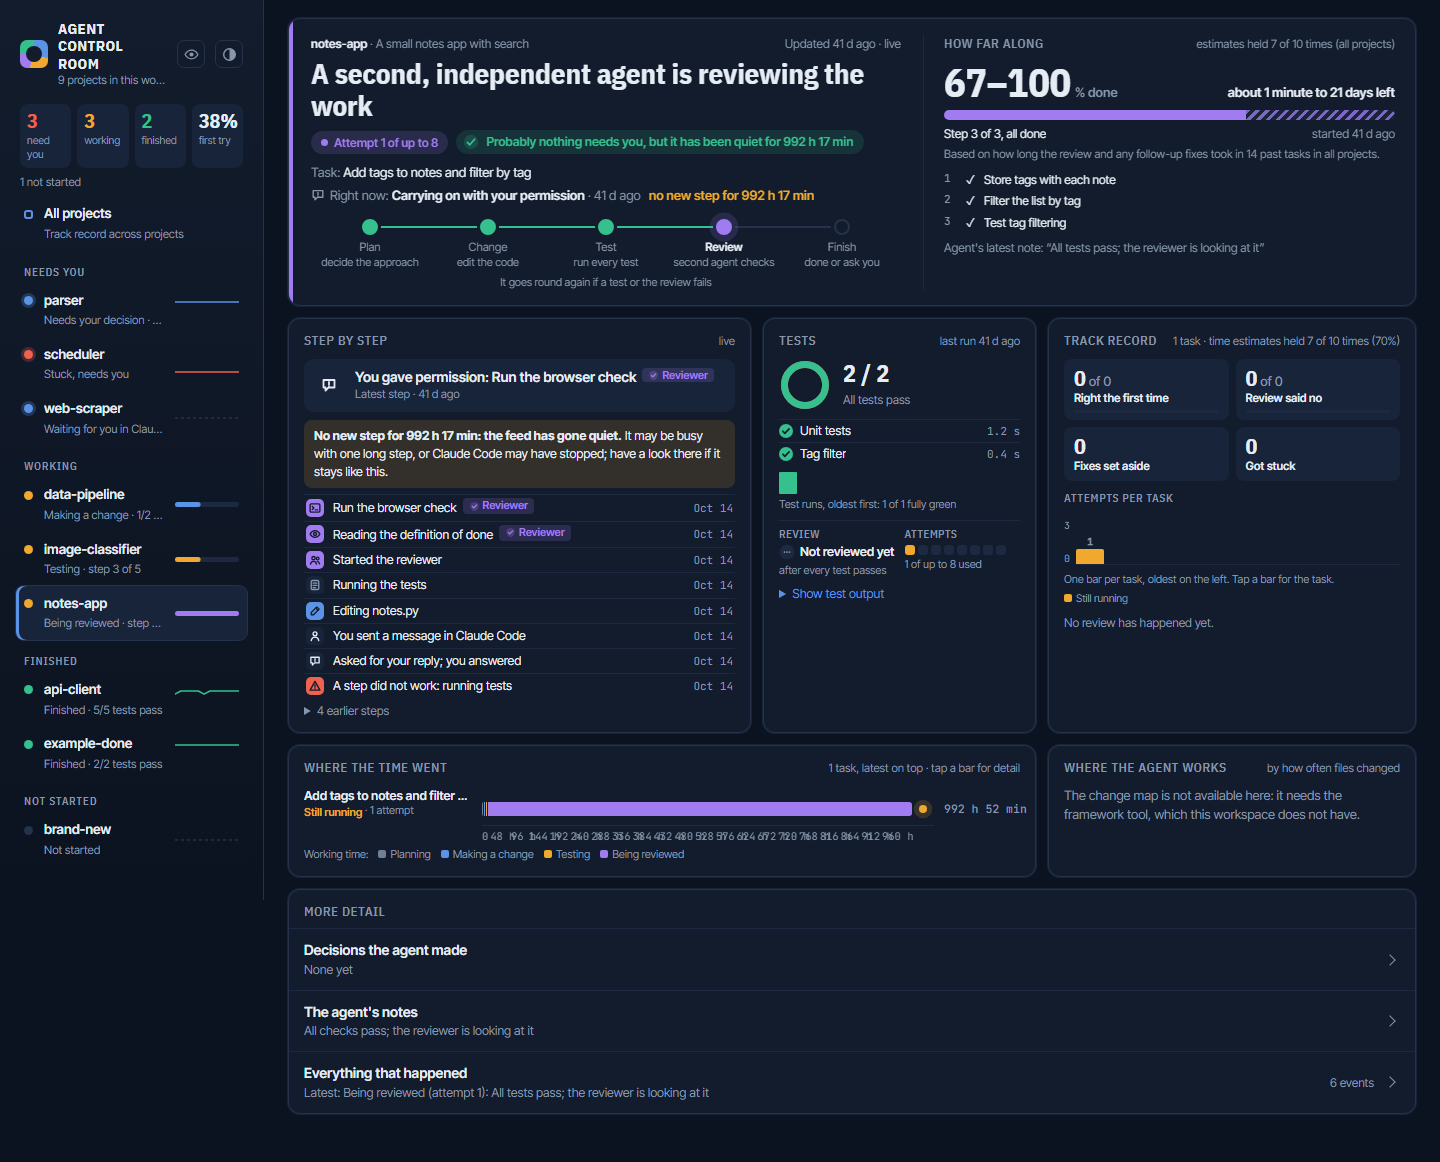 AGENT
CONTROL
ROOM
9 projects in this wo...
3
need
you
3
working
2
finished
38%
first try
1 not started
All projects
Track record across projects
NEEDS YOU
parser
Needs your decision · ...
scheduler
Stuck, needs you
web-scraper
Waiting for you in Clau...
WORKING
data-pipeline
Making a change · 1/2 ...
image-classifier
Testing · step 3 of 5
notes-app
Being reviewed · step ...
FINISHED
api-client
Finished · 5/5 tests pass
example-done
Finished · 2/2 tests pass
NOT STARTED
brand-new
Not started
notes-app · A small notes app with search
Updated 41 d ago · live
A second, independent agent is reviewing the
work
Attempt 1 of up to 8
Probably nothing needs you, but it has been quiet for 992 h 17 min
Task: Add tags to notes and filter by tag
Right now: Carrying on with your permission · 41 d ago no new step for 992 h 17 min
Plan
decide the approach
Change
edit the code
Test
run every test
Review
second agent checks
Finish
done or ask you
It goes round again if a test or the review fails
HOW FAR ALONG
estimates held 7 of 10 times (all projects)
67–100 % done
about 1 minute to 21 days left
Step 3 of 3, all done
started 41 d ago
Based on how long the review and any follow-up fixes took in 14 past tasks in all projects.
1 ✓ Store tags with each note
2 ✓ Filter the list by tag
3 ✓ Test tag filtering
Agent's latest note: “All tests pass; the reviewer is looking at it”
STEP BY STEP
live
You gave permission: Run the browser check Reviewer
Latest step · 41 d ago
No new step for 992 h 17 min: the feed has gone quiet. It may be busy
with one long step, or Claude Code may have stopped; have a look there if it
stays like this.
Run the browser check Reviewer Oct 14
Reading the definition of done Reviewer Oct 14
Started the reviewer Oct 14
Running the tests Oct 14
Editing notes.py Oct 14
You sent a message in Claude Code Oct 14
Asked for your reply; you answered Oct 14
A step did not work: running tests Oct 14
4 earlier steps
TESTS
last run 41 d ago
2 / 2
All tests pass
Unit tests 1.2 s
Tag filter 0.4 s
Test runs, oldest first: 1 of 1 fully green
REVIEW
Not reviewed yet
after every test passes
ATTEMPTS
1 of up to 8 used
Show test output
TRACK RECORD
1 task · time estimates held 7 of 10 times (70%)
0 of 0
Right the first time
0 of 0
Review said no
0
Fixes set aside
0
Got stuck
ATTEMPTS PER TASK
3
1
0
One bar per task, oldest on the left. Tap a bar for the task.
Still running
No review has happened yet.
WHERE THE TIME WENT
1 task, latest on top · tap a bar for detail
Add tags to notes and filter ...
Still running · 1 attempt
992 h 52 min
Working time: Planning Making a change Testing Being reviewed
WHERE THE AGENT WORKS
by how often files changed
The change map is not available here: it needs the
framework tool, which this workspace does not have.
MORE DETAIL
Decisions the agent made
None yet
The agent's notes
All checks pass; the reviewer is looking at it
Everything that happened
Latest: Being reviewed (attempt 1): All tests pass; the reviewer is looking at it
6 events